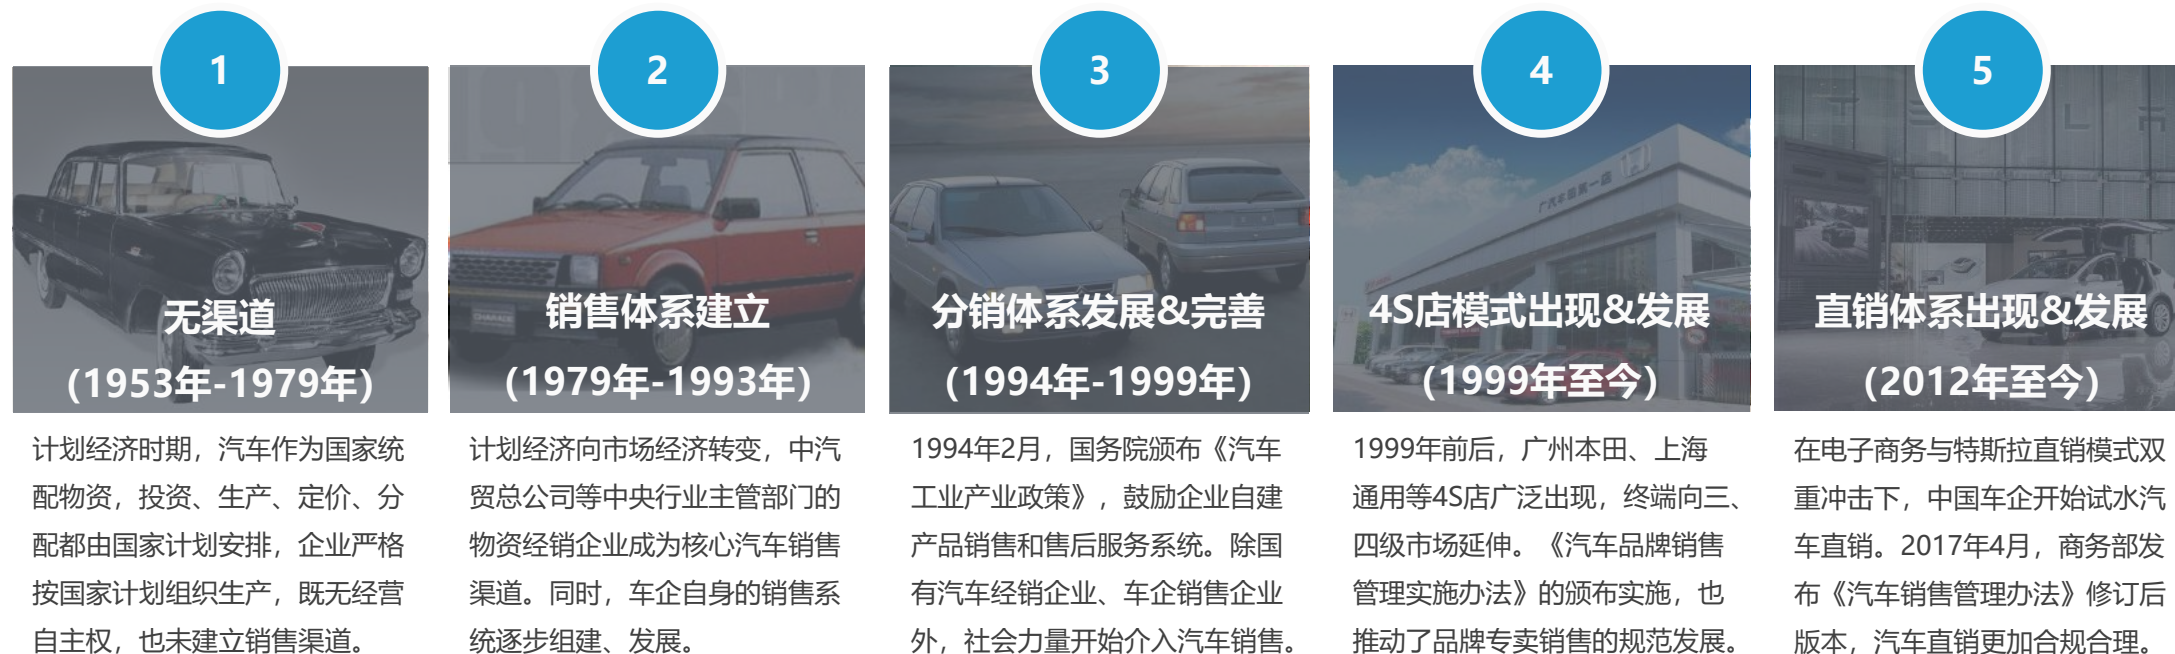 1
无渠道
（1953年-1979年）
计划经济时期，汽车作为国家统
配物资，投资、生产、定价、分
配都由国家计划安排，企业严格
按国家计划组织生产，既无经营
自主权，也未建立销售渠道。
2
销售体系建立
（1979年-1993年）
计划经济向市场经济转变，中汽
贸总公司等中央行业主管部门的
物资经销企业成为核心汽车销售
渠道。同时，车企自身的销售系
统逐步组建、发展。
3
分销体系发展&完善
（1994年-1999年）
1994年2月，国务院颁布《汽车
工业产业政策》，鼓励企业自建
产品销售和售后服务系统。除国
有汽车经销企业、车企销售企业
外，社会力量开始介入汽车销售。
4
广汽本田第一店
4S店模式出现&发展
（1999年至今）
1999年前后，广州本田、上海
通用等4S店广泛出现，终端向三、
四级市场延伸。《汽车品牌销售
管理实施办法》的颁布实施，也
推动了品牌专卖销售的规范发展。
5
直销体系出现&发展
（2012年至今）
在电子商务与特斯拉直销模式双
重冲击下，中国车企开始试水汽
车直销。2017年4月，商务部发
布《汽车销售管理办法》修订后
版本，汽车直销更加合规合理。